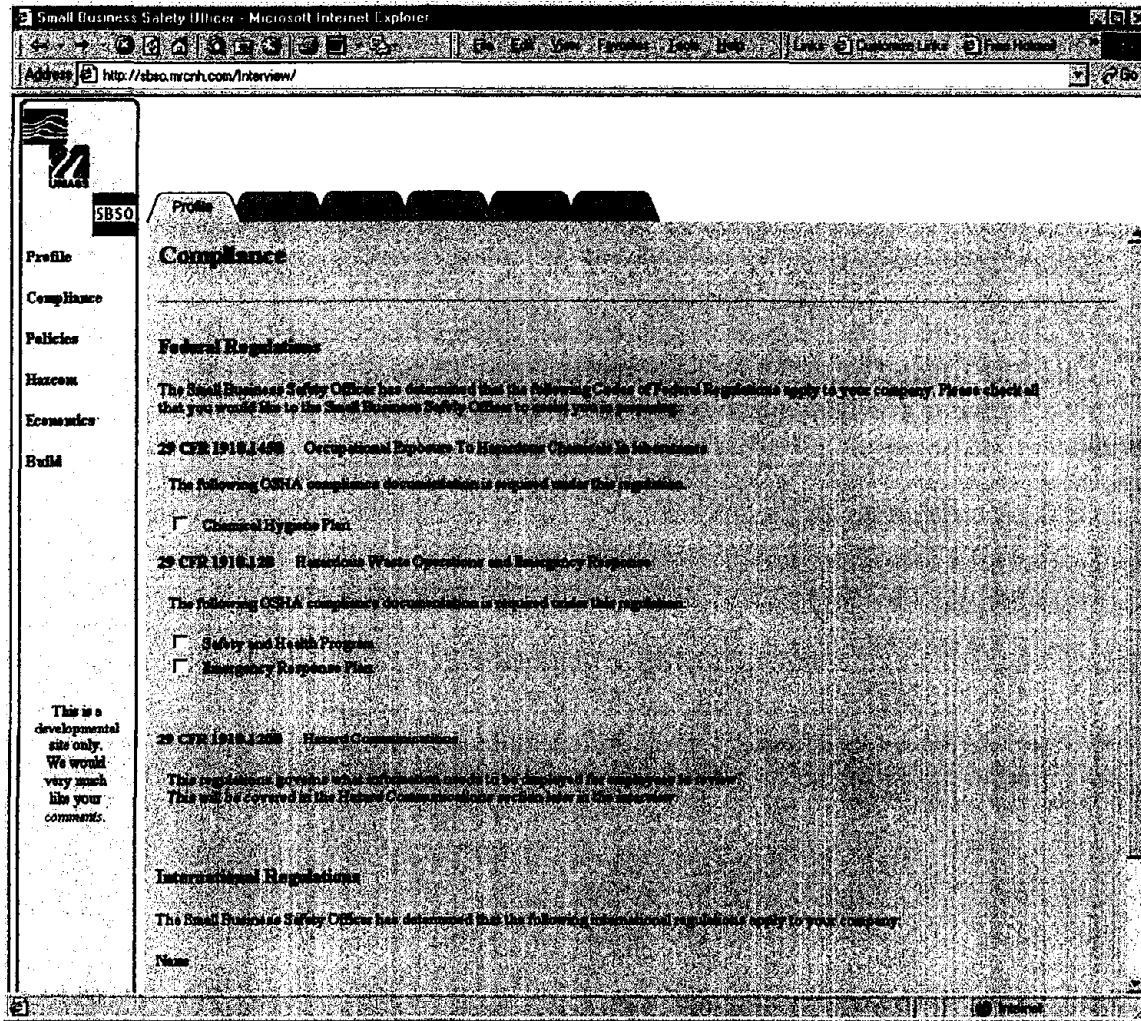 Small Business Safety Officer - Microsoft Internet Explorer
File Edit View Favorites Tools Help Links Customize Links Free Hotmail
Address http://sbso.mrcnh.com/Interview/ Go
UMASS
SBSO
Profile
Profile
Compliance
Policies
Hazcom
Economics
Build
This is a
developmental
site only.
We would
very much
like your
comments.
Compliance
Federal Regulations
The Small Business Safety Officer has determined that the following Codes of Federal Regulations apply to your company. Please check all
that you would like to the Small Business Safety Officer to assist you in preparing.
29 CFR 1910.1450 Occupational Exposure To Hazardous Chemicals In laboratories
The following OSHA compliance documentation is required under this regulation.
Chemical Hygiene Plan
29 CFR 1910.120 Hazardous Waste Operations and Emergency Response
The following OSHA compliance documentation is required under this regulation.
Safety and Health Program
Emergency Response Plan
29 CFR 1910.1200 Hazard Communications
This regulations governs what information needs to be displayed for employees to review.
This will be covered in the Hazard Communications section later in the interview
International Regulations
The Small Business Safety Officer has determined that the following international regulations apply to your company:
None
Internet